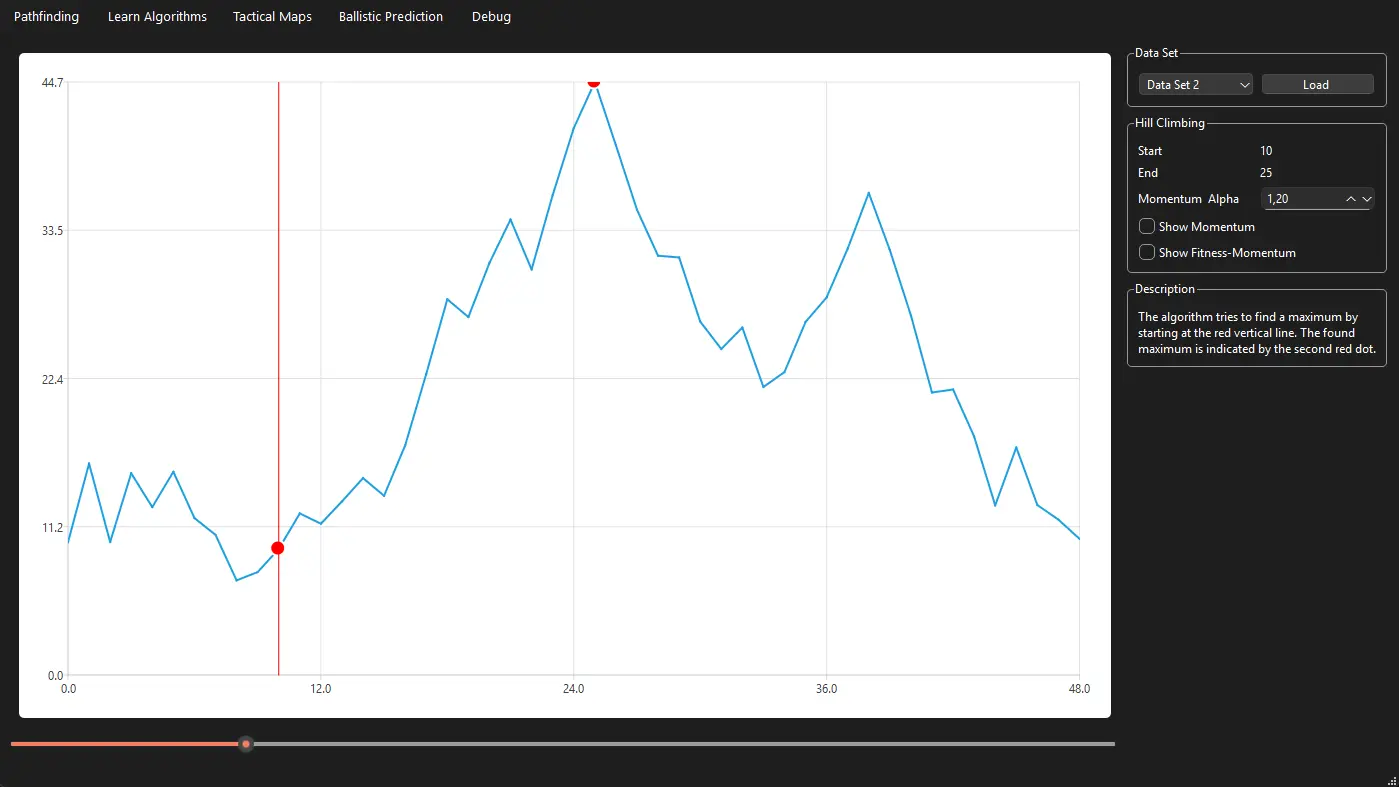 Pathfinding Learn Algorithms Tactical Maps Ballistic Prediction Debug
44.7
33.5
22.4
11.2
0.0
0.0 12.0 24.0 36.0 48.0
Data Set
Data Set 2 Load
Hill Climbing
Start 10
End 25
Momentum Alpha 1,20
Show Momentum
Show Fitness-Momentum
Description
The algorithm tries to find a maximum by
starting at the red vertical line. The found
maximum is indicated by the second red dot.